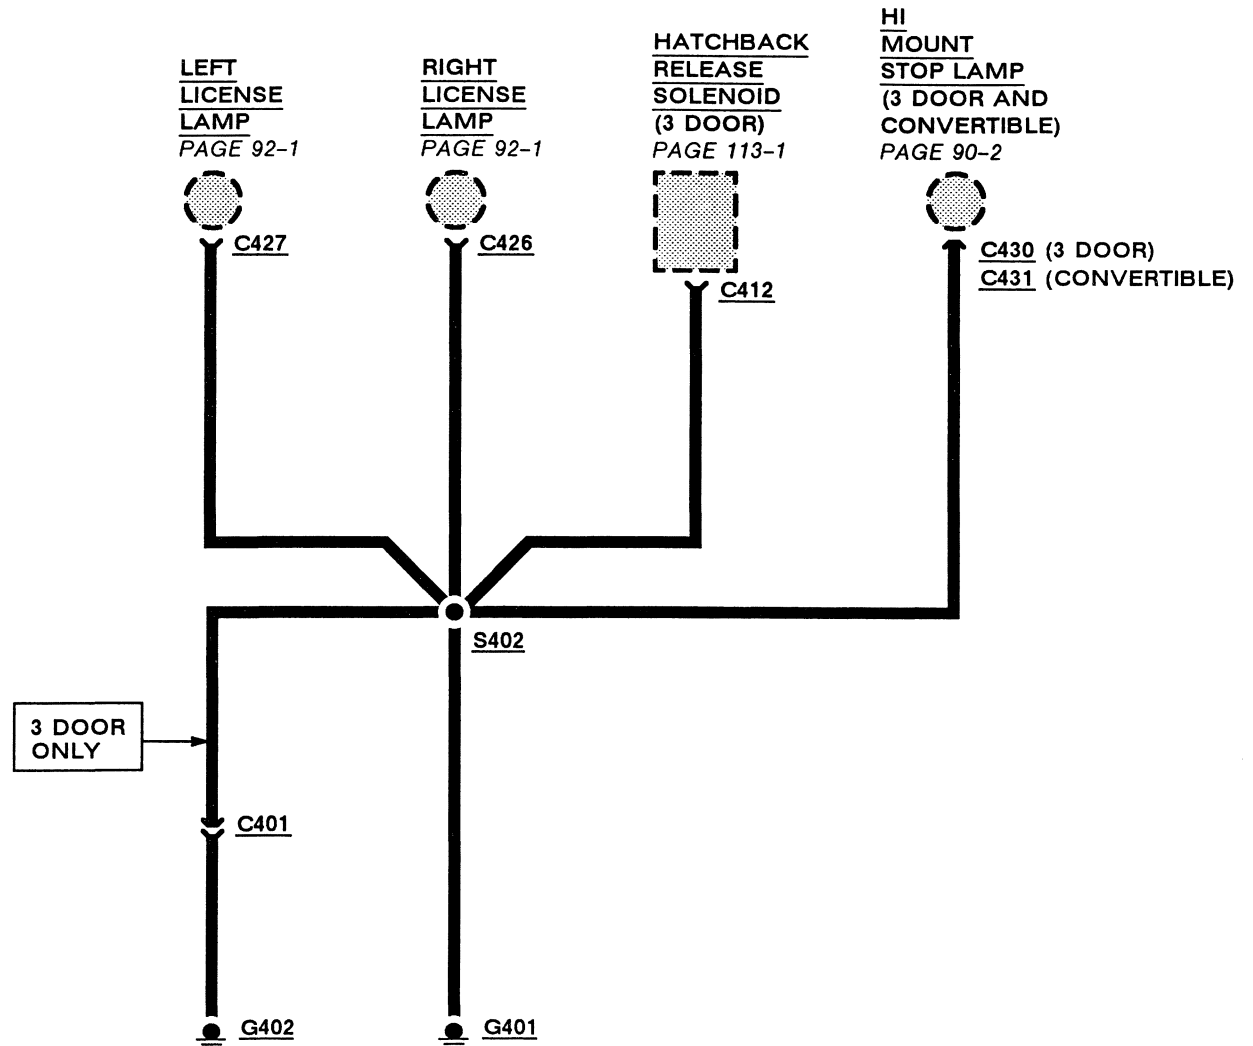 LEFT
LICENSE
LAMP
PAGE 92-1
RIGHT
LICENSE
LAMP
PAGE 92-1
HATCHBACK
RELEASE
SOLENOID
(3 DOOR)
PAGE 113-1
HI
MOUNT
STOP LAMP
(3 DOOR AND
CONVERTIBLE)
PAGE 90-2
C427
C426
C412
C430 (3 DOOR)
C431 (CONVERTIBLE)
S402
3 DOOR
ONLY
C401
G402
G401